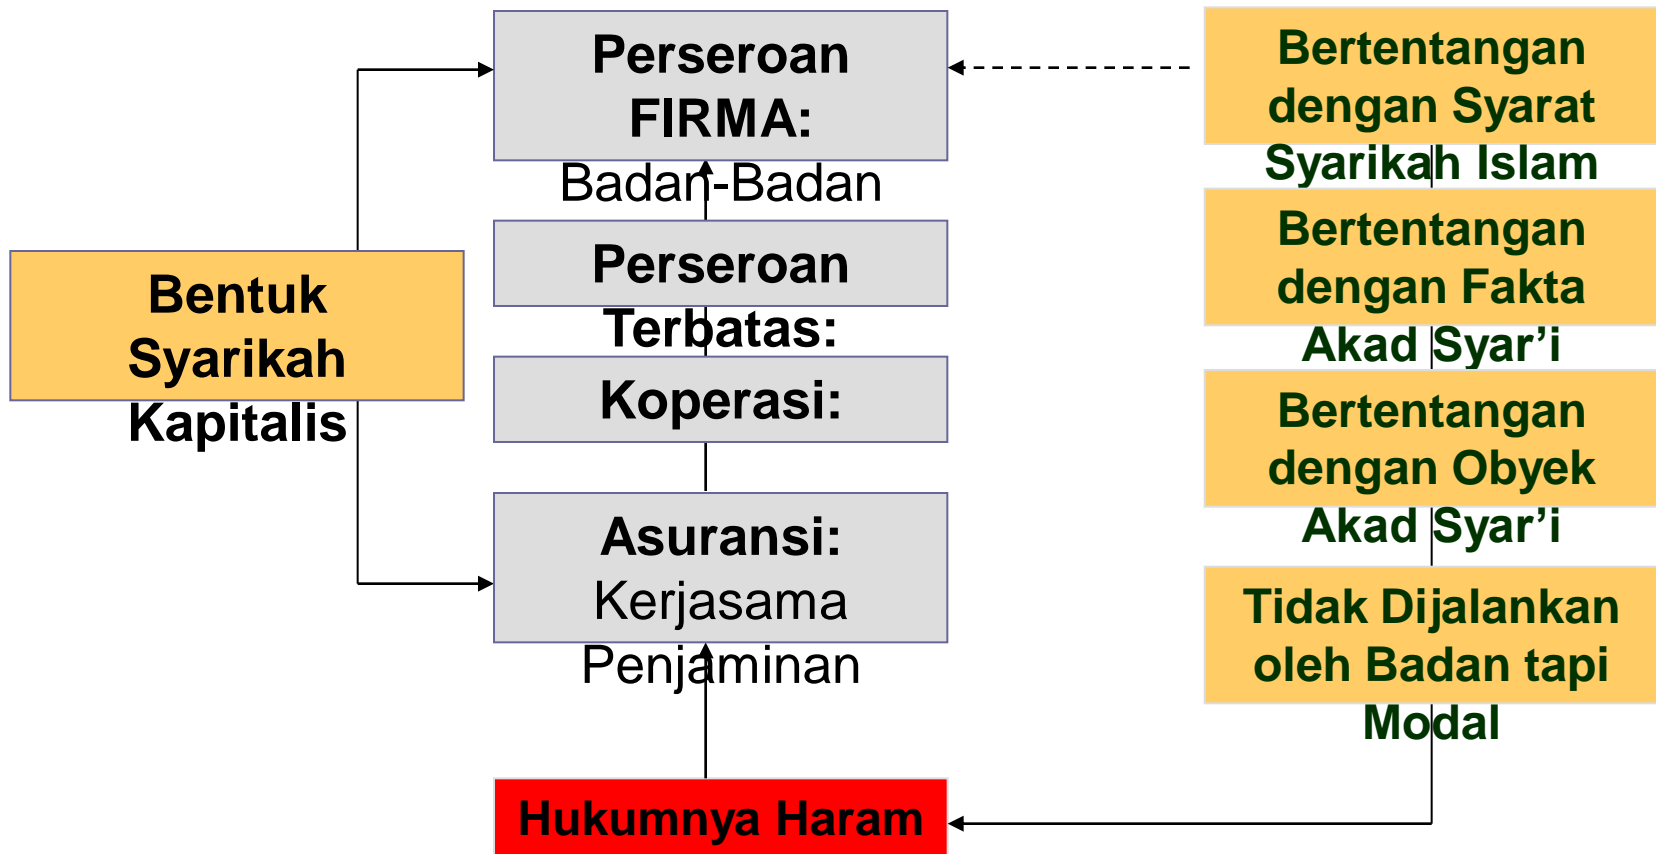 Bentuk
Syarikah
Kapitalis
Perseroan
FIRMA:
Badan-Badan
Perseroan
Terbatas:
Koperasi:
Asuransi:
Kerjasama
Penjaminan
Hukumnya Haram
Bertentangan
dengan Syarat
Syarikah Islam
Bertentangan
dengan Fakta
Akad Syar’i
Bertentangan
dengan Obyek
Akad Syar’i
Tidak Dijalankan
oleh Badan tapi
Modal